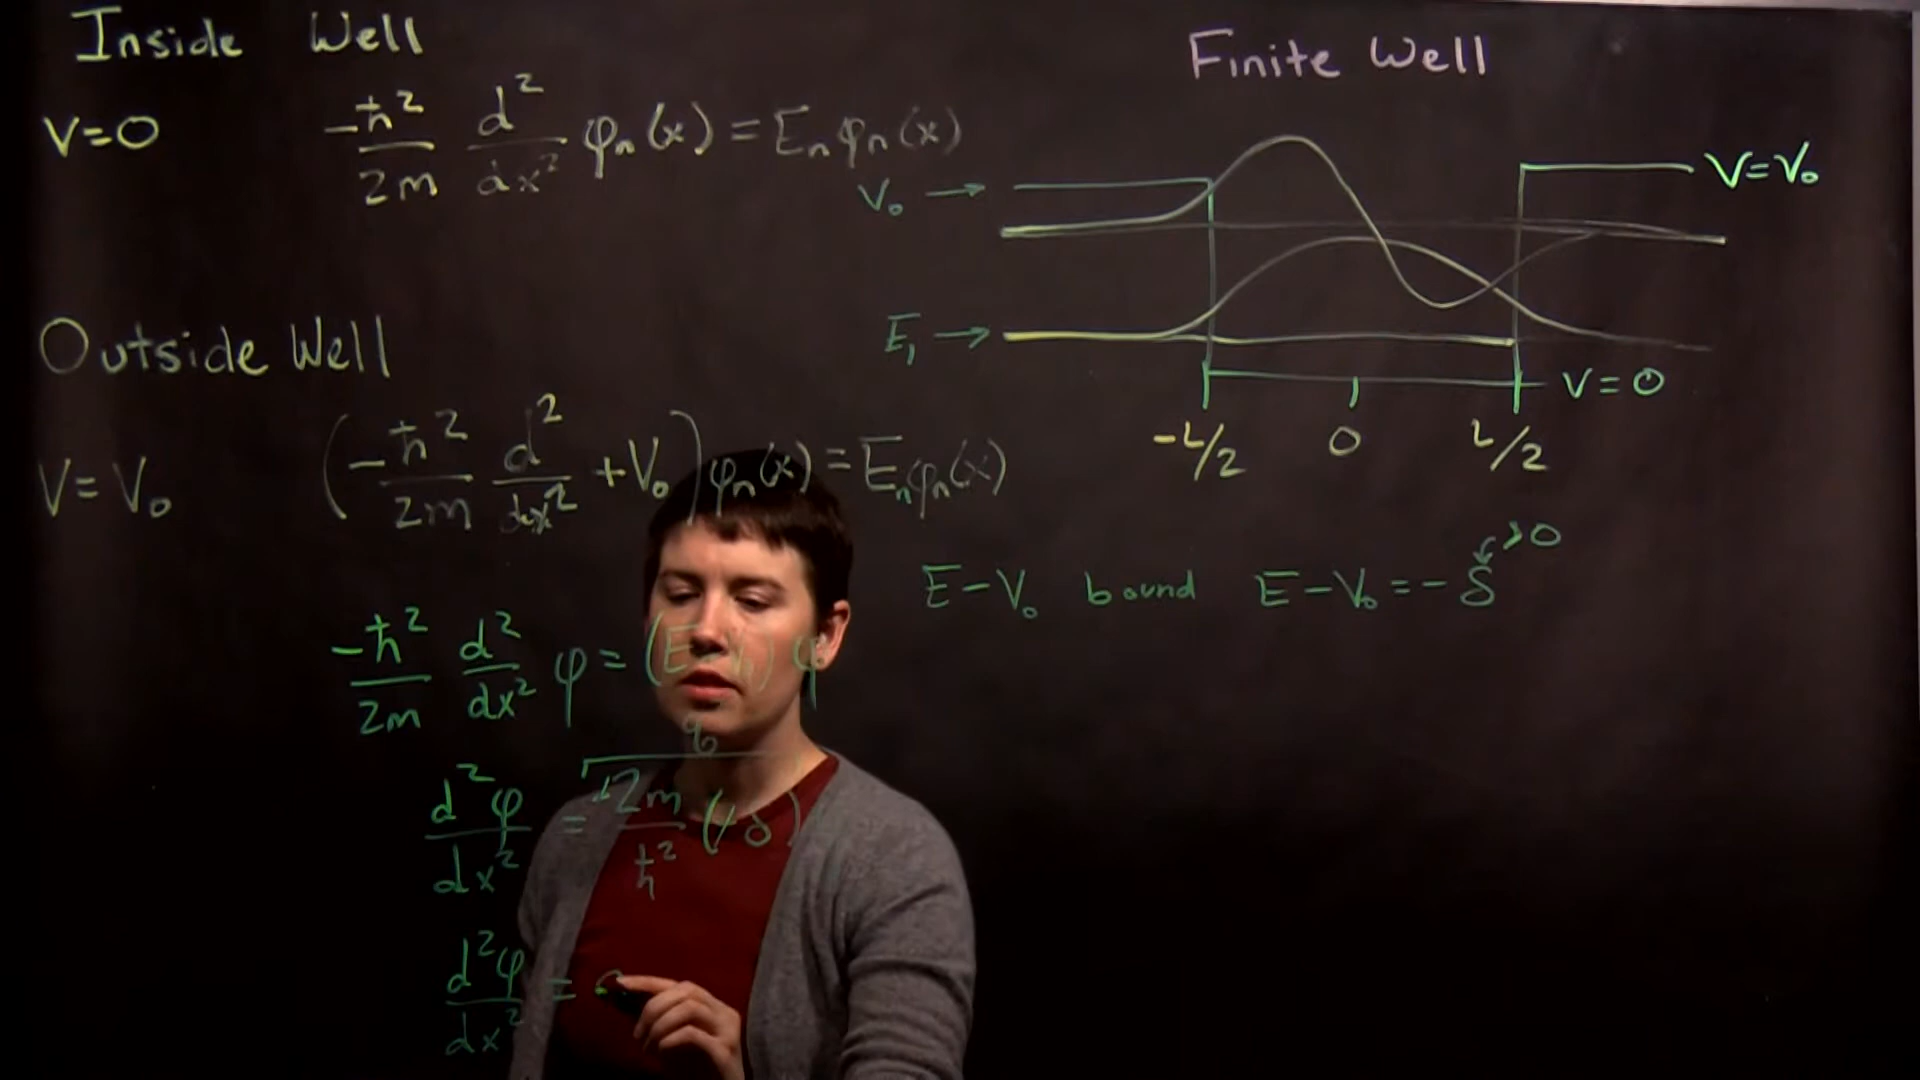 Inside Well
V=0
-ħ²/2m d²/dx² φₙ(x) = Eₙφₙ(x)
Outside Well
V=V₀
(-ħ²/2m d²/dx² +V₀)φₙ(x) = Eₙφₙ(x)
-ħ²/2m d²/dx² φ = (E-V₀)φ
d²φ/dx² = 2m/ħ² (+δ)
d²φ/dx² =
Finite Well
V₀ →
V=V₀
E₁ →
V=0
-L/2 0 L/2
>0
E-V₀ bound E-V₀=-δ